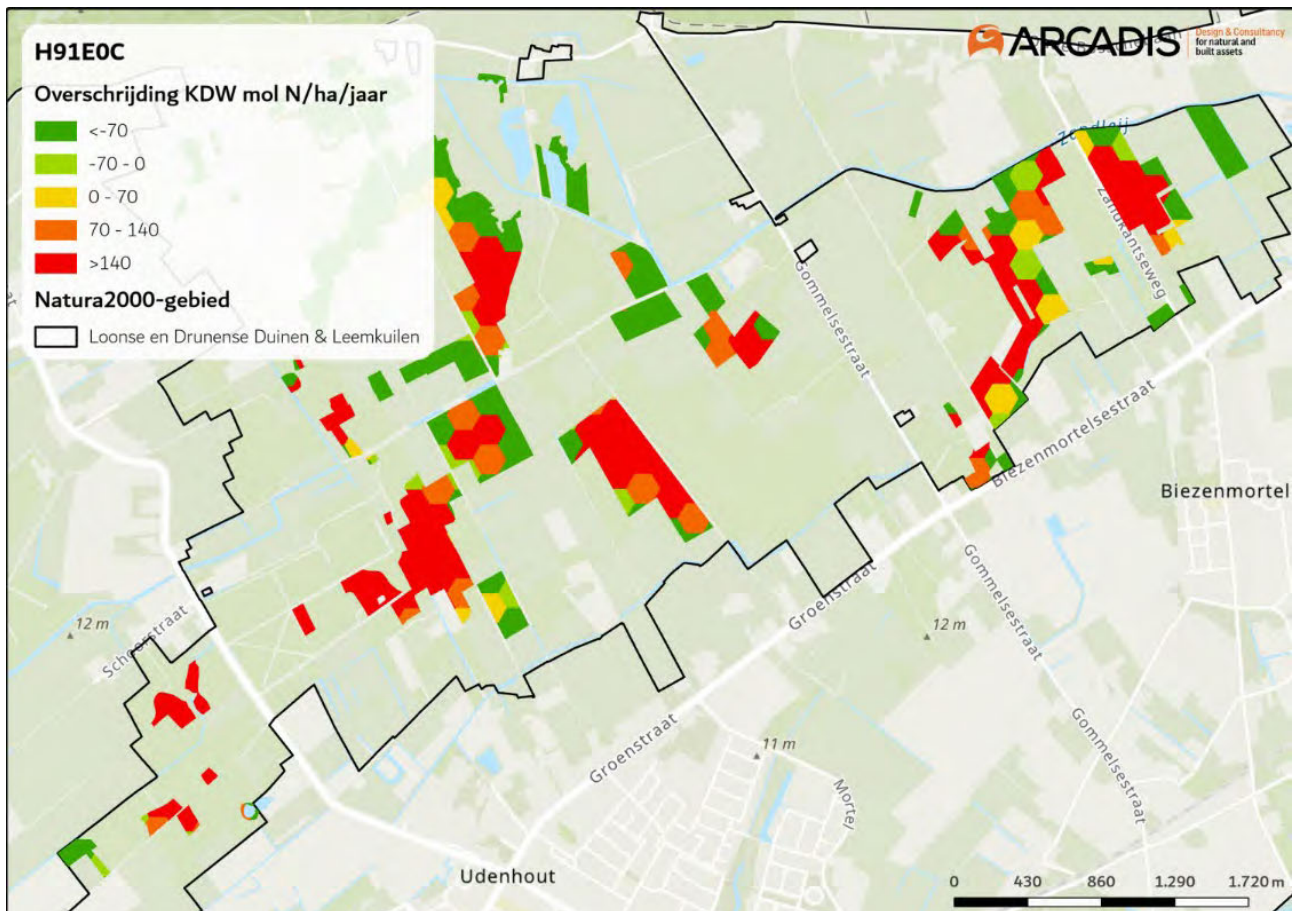 H91E0C
Overschrijding KDW mol N/ha/jaar
<-70
-70 - 0
0 - 70
70 - 140
>140
Natura2000-gebied
Loonse en Drunense Duinen & Leemkuilen
ARCADIS
Design & Consultancy
for natural and
built assets
Zandleij
Zandkantseweg
Gommelsestraat
Biezenmortelsestraat
Biezenmortel
Schoorstraat
12 m
Groenstraat
12 m
Gommelsestraat
Groenstraat
11 m
Gommelsestraat
Mortel
Udenhout
0 430 860 1.290 1.720 m